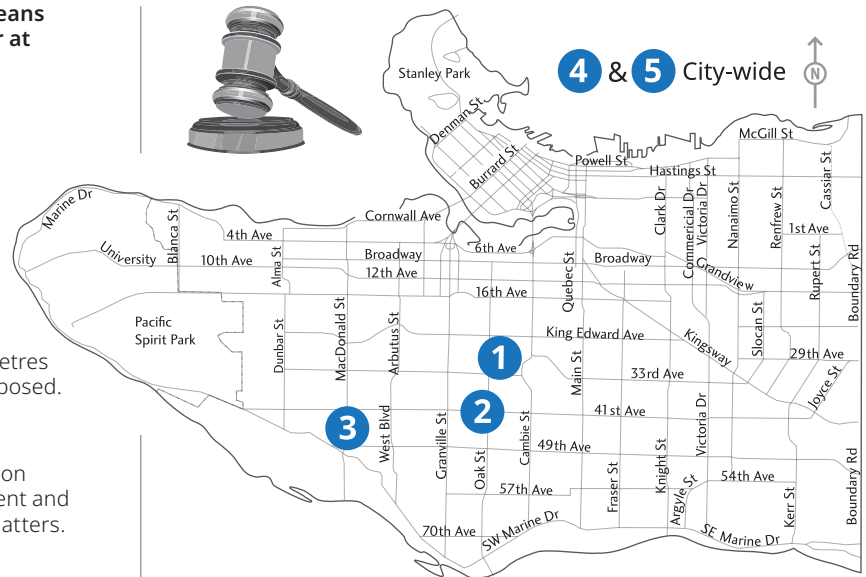 eans
r at
etres
posed.
on
ent and
atters.
4 & 5 City-wide
N
Stanley Park
Denman St
Burrard St
Powell St
McGill St
Hastings St
Cassiar St
Clark Dr
Commercial Dr
Victoria Dr
Nanaimo St
Renfrew St
1st Ave
Rupert St
Boundary Rd
Marine Dr
Blanca St
Cornwall Ave
4th Ave
University
10th Ave
Alma St
Broadway
12th Ave
6th Ave
Broadway
16th Ave
Quebec St
Grandview
Pacific
Spirit Park
Dunbar St
MacDonald St
Arbutus St
King Edward Ave
Kingsway
Slocan St
29th Ave
1
Main St
33rd Ave
Joyce St
2
3
West Blvd
Granville St
Oak St
Cambie St
41st Ave
Victoria Dr
49th Ave
Fraser St
Knight St
57th Ave
54th Ave
Argyle St
Kerr St
Boundary Rd
70th Ave
SW Marine Dr
SE Marine Dr